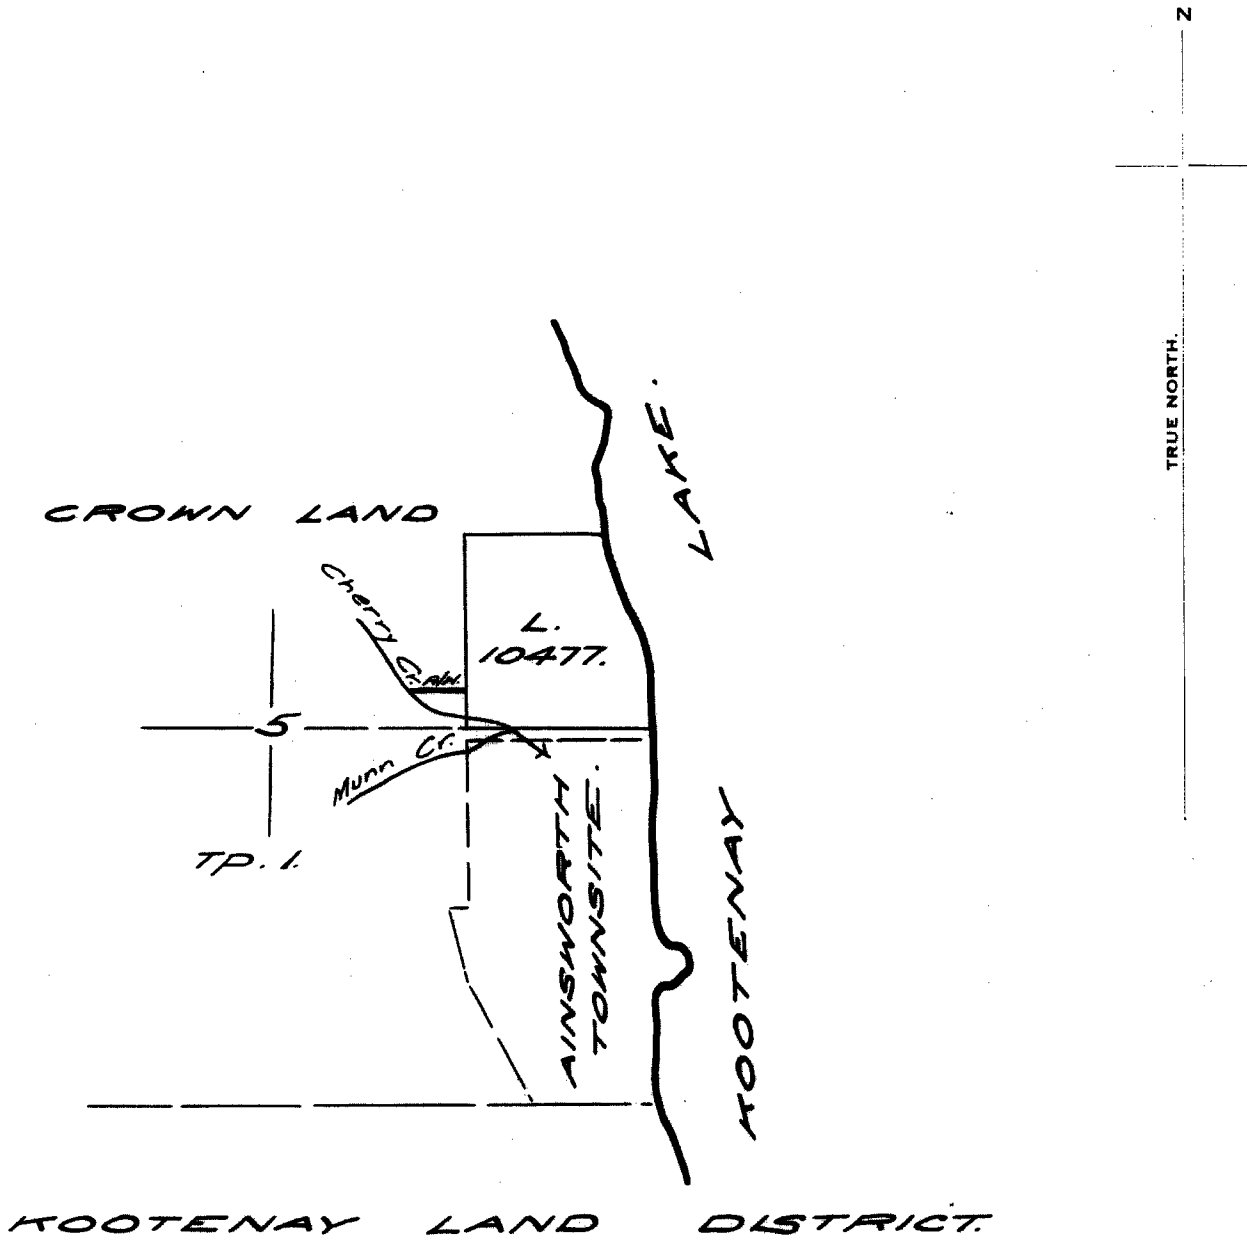 N
TRUE NORTH.
LAKE.
CROWN LAND
Cherry Cr.
R/W.
L.
10477.
5
Munn Cr.
TP. 1.
AINSWORTH
TOWNSITE.
KOOTENAY
KOOTENAY LAND DISTRICT.